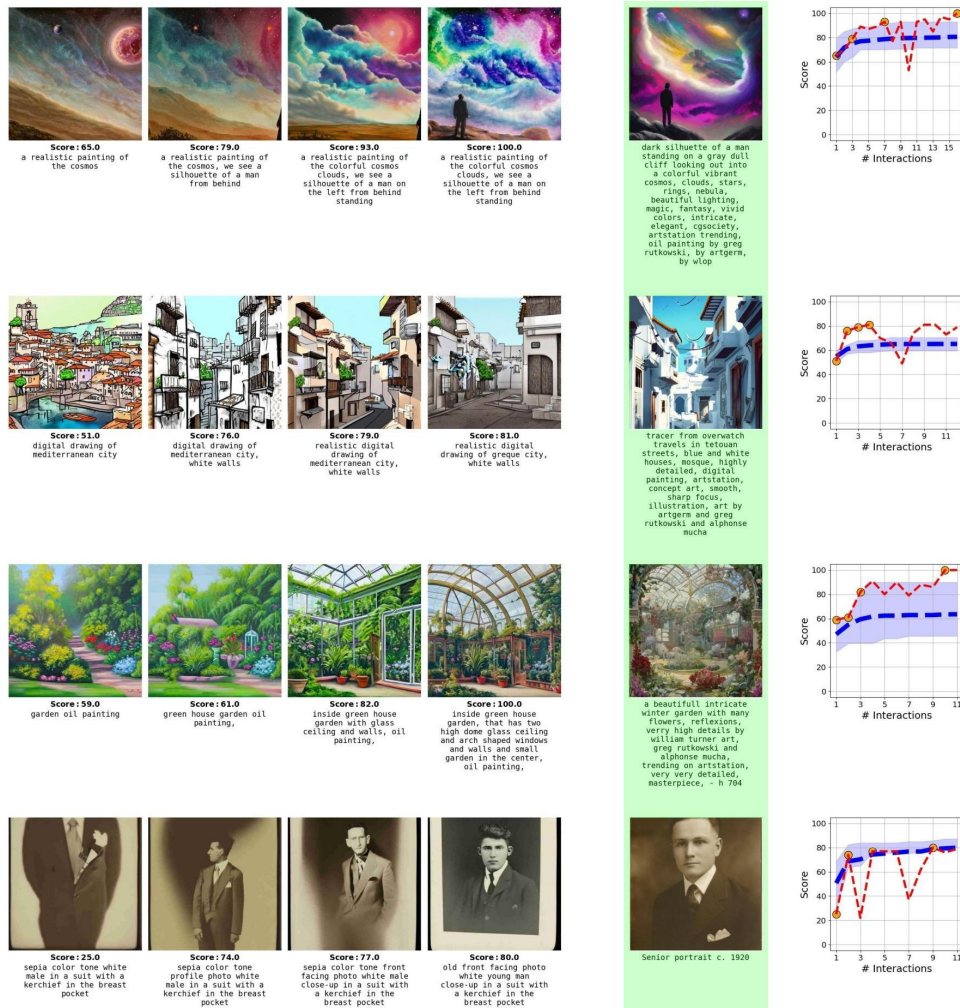 Score: 65.0
a realistic painting of
the cosmos
Score: 79.0
a realistic painting of
the cosmos, we see a
silhouette of a man
from behind
Score: 93.0
a realistic painting of
the colorful cosmos
clouds, we see a
silhouette of a man on
the left from behind
standing
Score: 100.0
a realistic painting of
the colorful cosmos
clouds, we see a
silhouette of a man on
the left from behind
standing
dark silhuette of a man
standing on a gray dull
cliff looking out into
a colorful vibrant
cosmos, clouds, stars,
rings, nebula,
beautiful lighting,
magic, fantasy, vivid
colors, intricate,
elegant, cgsociety,
artstation trending,
oil painting by greg
rutkowski, by artgerm,
by wlop
Score
100
80
60
40
20
0
1 3 5 7 9 11 13 15
# Interactions
Score: 51.0
digital drawing of
mediterranean city
Score: 76.0
digital drawing of
mediterranean city,
white walls
Score: 79.0
realistic digital
drawing of
mediterranean city,
white walls
Score: 81.0
realistic digital
drawing of greque city,
white walls
tracer from overwatch
travels in tetouan
streets, blue and white
houses, mosque, highly
detailed, digital
painting, artstation,
concept art, smooth,
sharp focus,
illustration, art by
artgerm and greg
rutkowski and alphonse
mucha
Score
100
80
60
40
20
0
1 3 5 7 9 11
# Interactions
Score: 59.0
garden oil painting
Score: 61.0
green house garden oil
painting,
Score: 82.0
inside green house
garden with glass
ceiling and walls, oil
painting,
Score: 100.0
inside green house
garden, that has two
high dome glass ceiling
and arch shaped windows
and walls and small
garden in the center,
oil painting,
a beautifull intricate
winter garden with many
flowers, reflexions,
verry high details by
william turner art,
greg rutkowski and
alphonse mucha,
trending on artstation,
very very detailed,
masterpiece, - h 704
Score
100
80
60
40
20
0
1 3 5 7 9 11
# Interactions
Score: 25.0
sepia color tone white
male in a suit with a
kerchief in the breast
pocket
Score: 74.0
sepia color tone
profile photo white
male in a suit with a
kerchief in the breast
pocket
Score: 77.0
sepia color tone front
facing photo white male
close-up in a suit with
a kerchief in the
breast pocket
Score: 80.0
old front facing photo
white young man
close-up in a suit with
a kerchief in the
breast pocket
Senior portrait c. 1920
Score
100
80
60
40
20
0
1 3 5 7 9 11
# Interactions